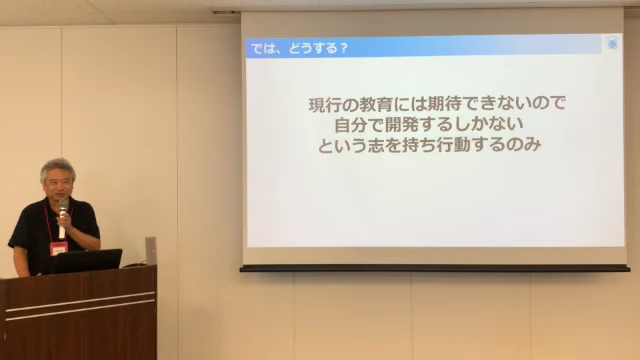 では、どうする？
現行の教育には期待できないので
自分で開発するしかない
という志を持ち行動するのみ